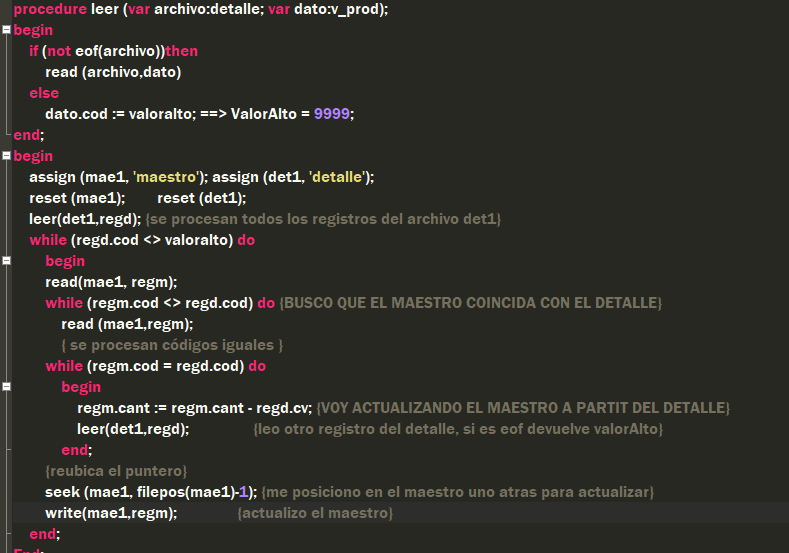 procedure leer (var archivo:detalle; var dato:v_prod);
begin
if (not eof(archivo))then
read (archivo,dato)
else
dato.cod := valoralto; ==> ValorAlto = 9999;
end;
begin
assign (mae1, 'maestro'); assign (det1, 'detalle');
reset (mae1); reset (det1);
leer(det1,regd); {se procesan todos los registros del archivo det1}
while (regd.cod <> valoralto) do
begin
read(mae1, regm);
while (regm.cod <> regd.cod) do {BUSCO QUE EL MAESTRO COINCIDA CON EL DETALLE}
read (mae1,regm);
{ se procesan códigos iguales }
while (regm.cod = regd.cod) do
begin
regm.cant := regm.cant - regd.cv; {VOY ACTUALIZANDO EL MAESTRO A PARTIT DEL DETALLE}
leer(det1,regd); {leo otro registro del detalle, si es eof devuelve valorAlto}
end;
{reubica el puntero}
seek (mae1, filepos(mae1)-1); {me posiciono en el maestro uno atras para actualizar}
write(mae1,regm); {actualizo el maestro}
end;
End;